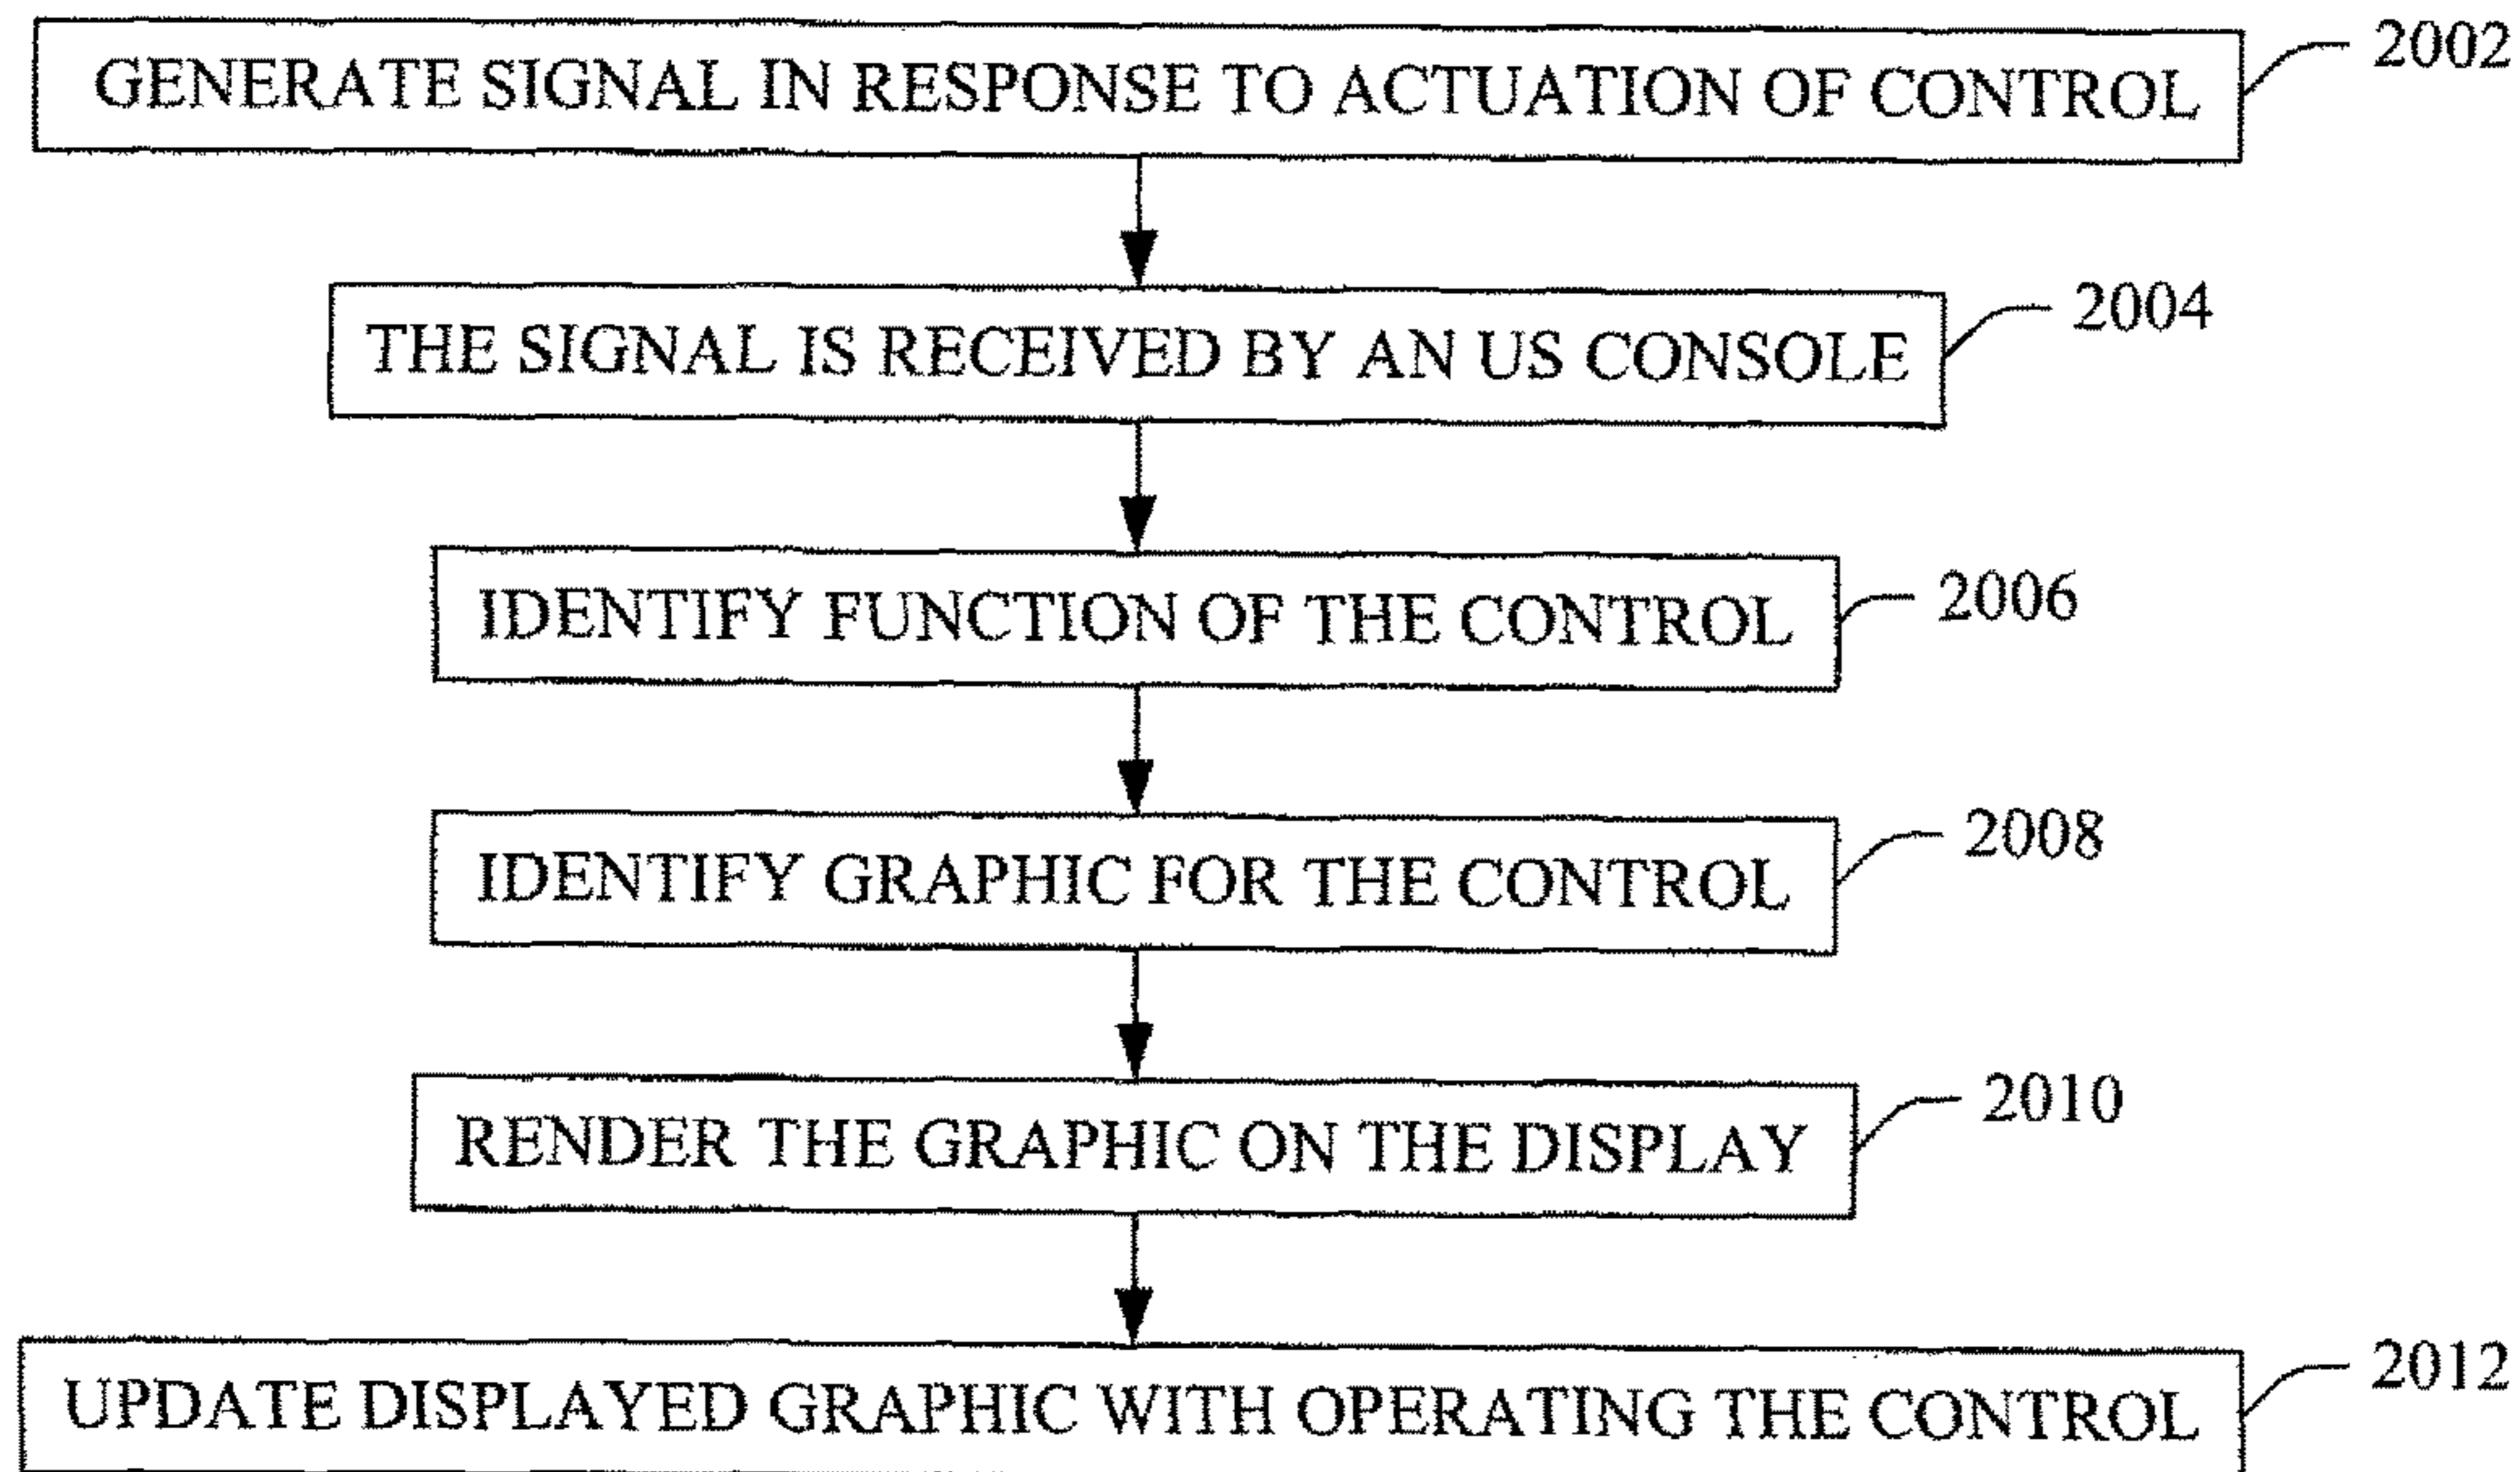 GENERATE SIGNAL IN RESPONSE TO ACTUATION OF CONTROL
2002
THE SIGNAL IS RECEIVED BY AN US CONSOLE
2004
IDENTIFY FUNCTION OF THE CONTROL
2006
IDENTIFY GRAPHIC FOR THE CONTROL
2008
RENDER THE GRAPHIC ON THE DISPLAY
2010
UPDATE DISPLAYED GRAPHIC WITH OPERATING THE CONTROL
2012